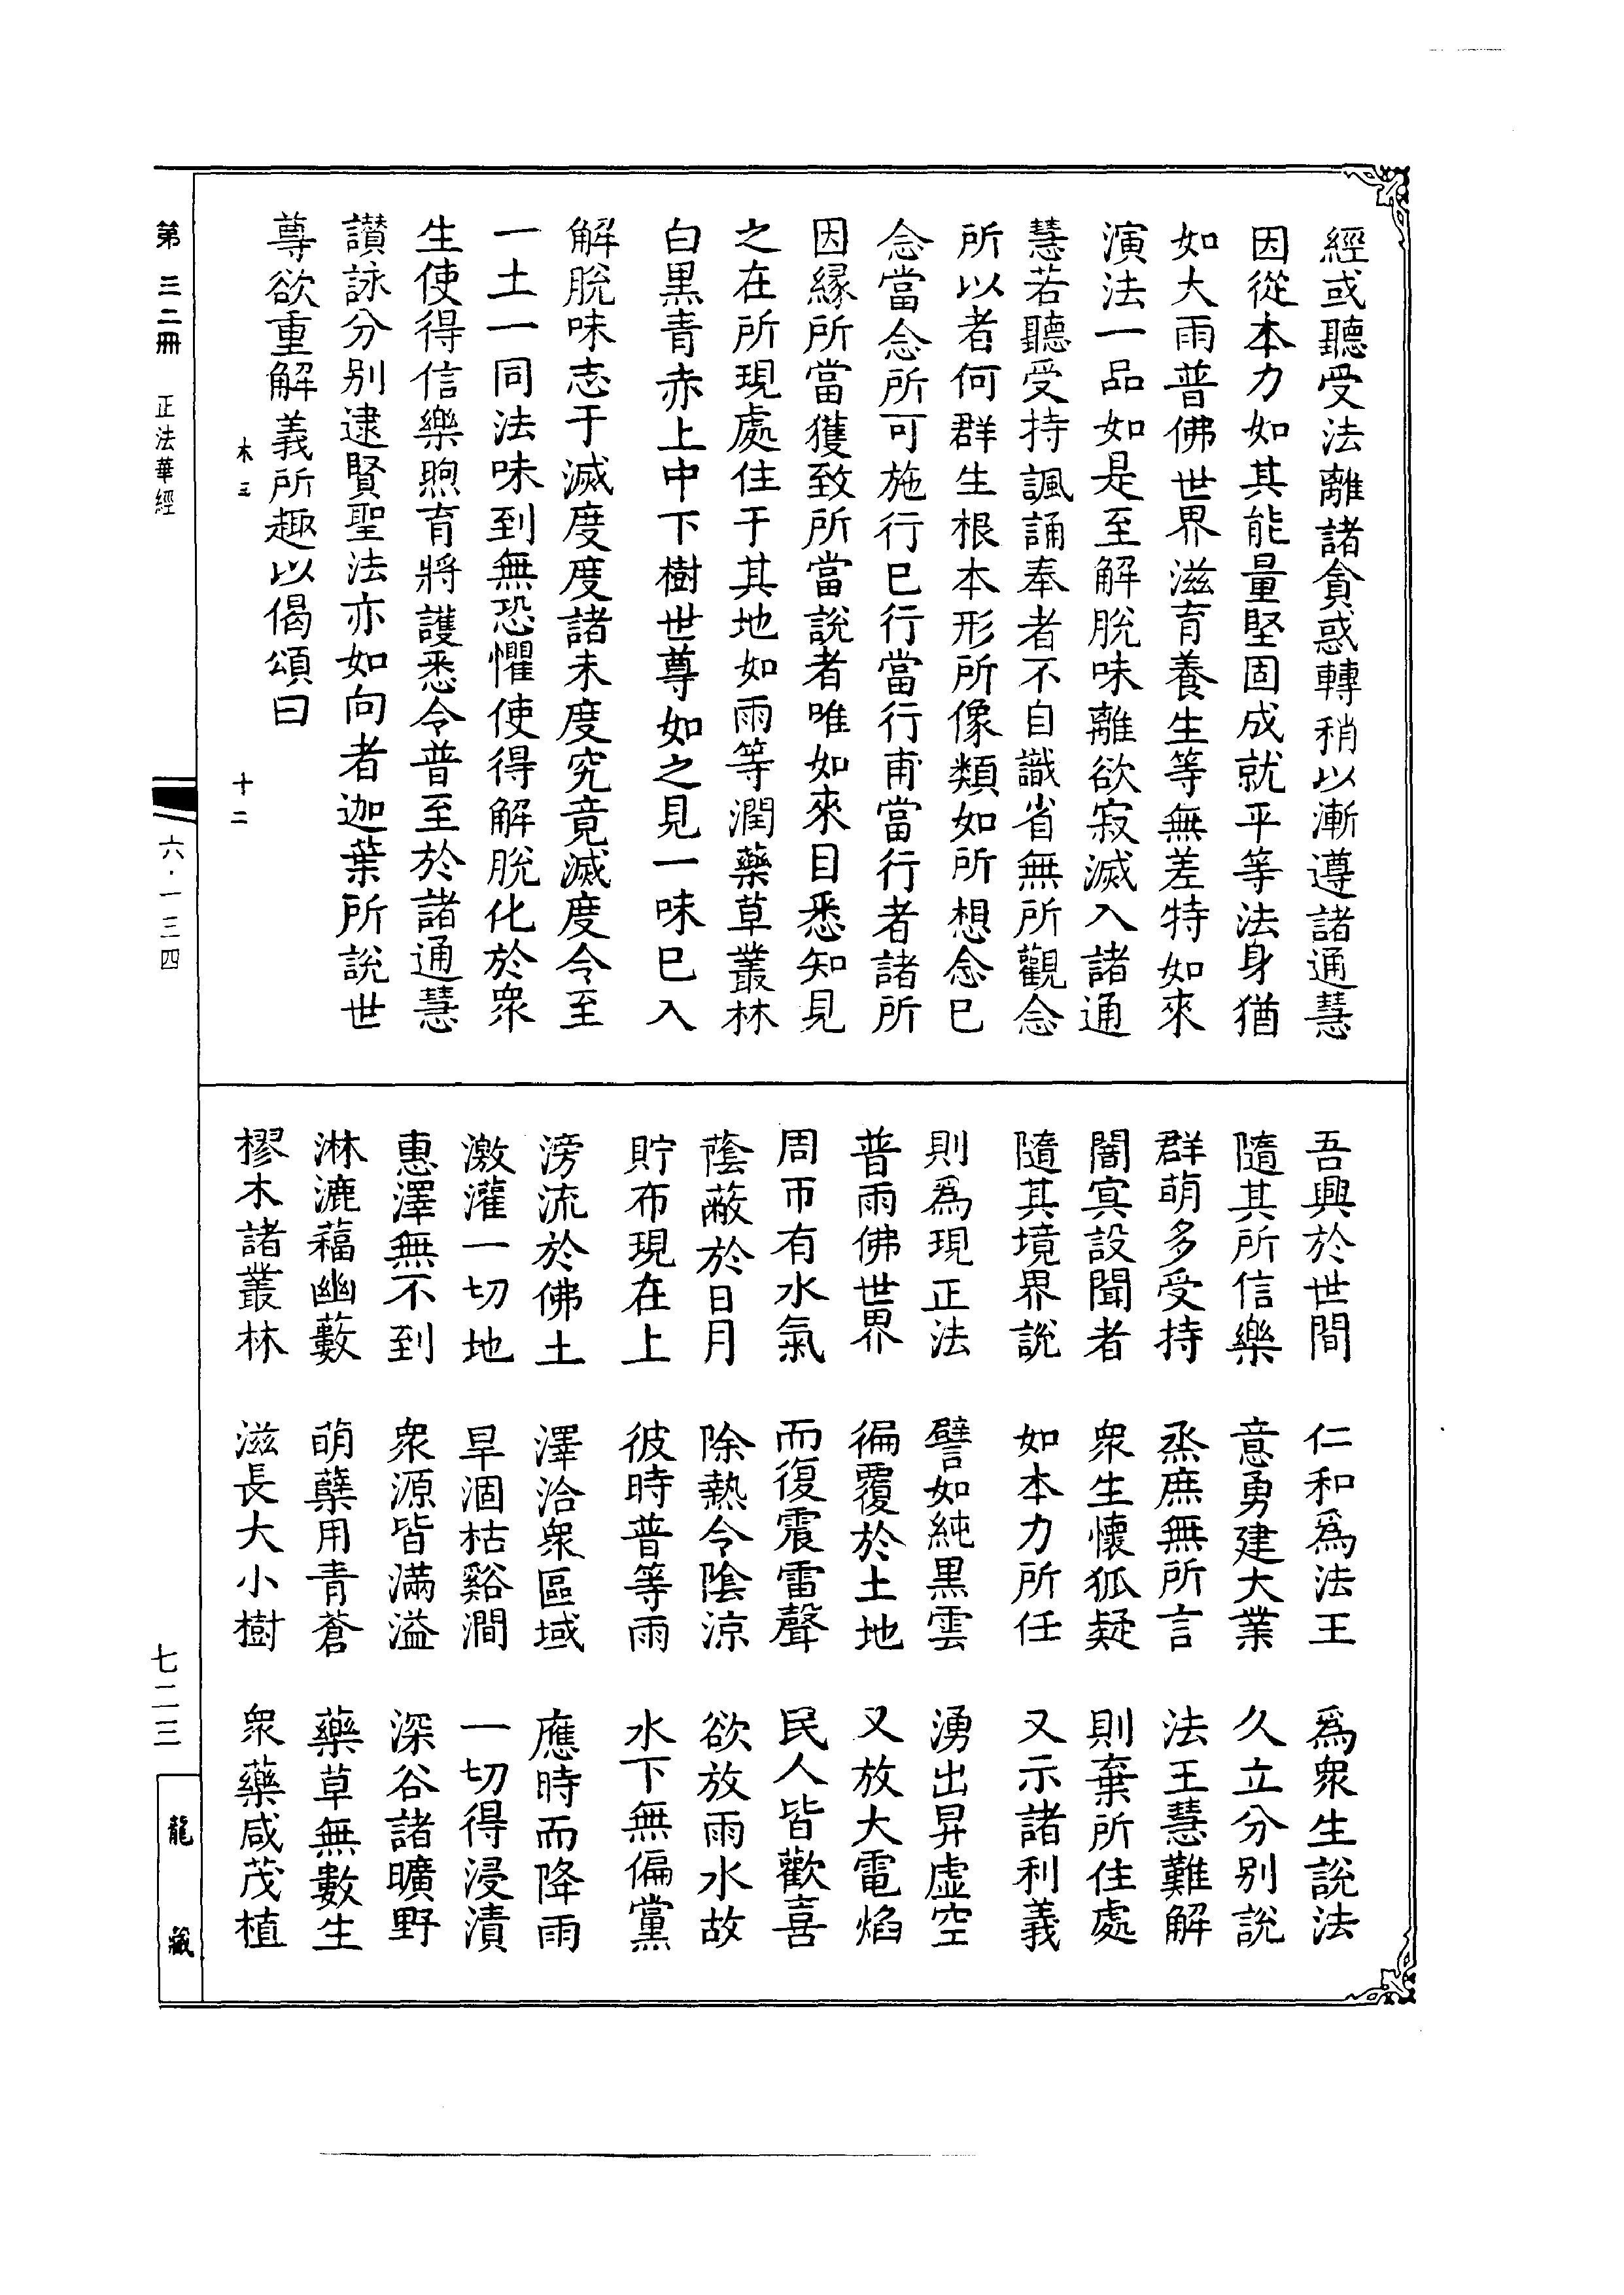 經或聽受法離諸貪惑轉稍以漸遵諸通慧
因從本力如其能量堅固成就平等法身猶
如大雨普佛世界滋育養生等無差特如來
演法一品如是至解脫味離欲寂滅入諸通
慧若聽受持諷誦奉者不自識省無所觀念
所以者何群生根本形所像類如所想念已
念當念所可施行已行當行甫當行者諸所
因緣所當獲致所當說者唯如來目悉知見
之在所現處住于其地如雨等潤藥草叢林
白黑青赤上中下樹世尊如之見一味已入
解脫味志于滅度度諸未度究竟滅度令至
一土一同法味到無恐懼使得解脫化於衆
生使得信樂煦育將護悉令普至於諸通慧
讚詠分別逮賢聖法亦如向者迦葉所說世
尊欲重解義所趣以偈頌曰
木三 十二
吾興於世間 仁和爲法王 爲衆生說法
隨其所信樂 意勇建大業 久立分別說
群萌多受持 烝庶無所言 法王慧難解
闇冥設聞者 衆生懷狐疑 則棄所住處
隨其境界說 如本力所任 又示諸利義
則爲現正法 譬如純黑雲 湧出昇虛空
普雨佛世界 徧覆於土地 又放大電焰
周帀有水氣 而復震雷聲 民人皆歡喜
蔭蔽於日月 除熱令陰涼 欲放雨水故
貯布現在上 彼時普等雨 水下無偏黨
滂流於佛土 澤洽衆區域 應時而降雨
激灌一切地 旱涸枯谿澗 一切得浸漬
惠澤無不到 衆源皆滿溢 深谷諸曠野
淋漉蘊幽藪 萌蘖用青蒼 藥草無數生
樛木諸叢林 滋長大小樹 衆藥咸茂植
第三二冊 正法華經 六·一三四 七二三 龍藏